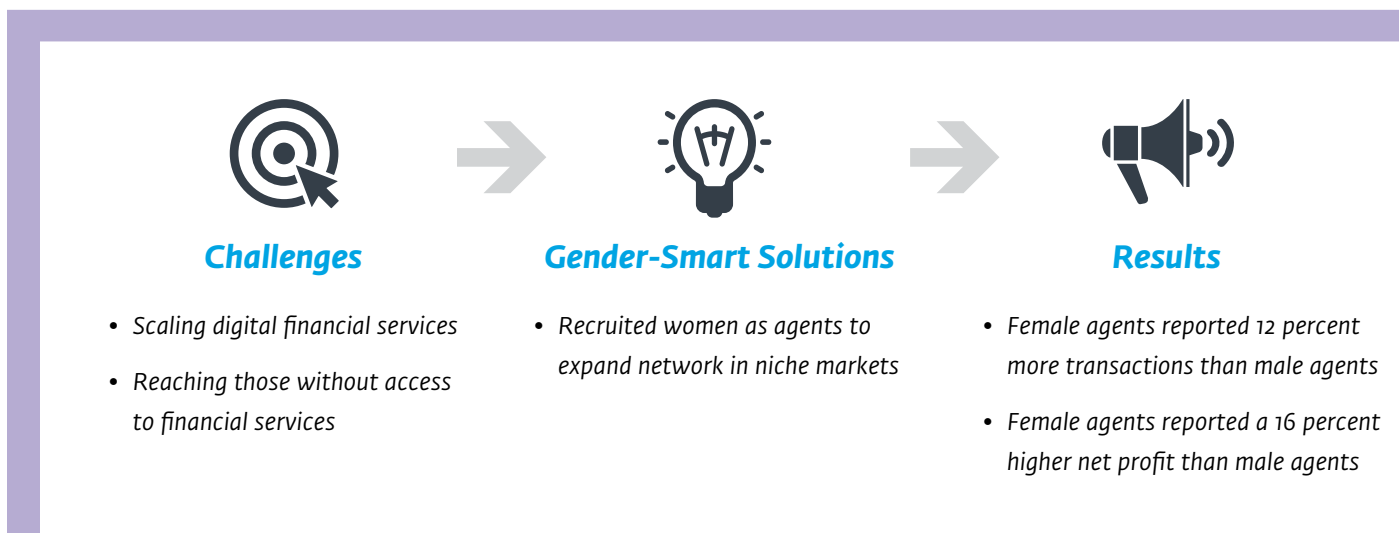 Challenges
• Scaling digital financial services
• Reaching those without access
to financial services
Gender-Smart Solutions
• Recruited women as agents to
expand network in niche markets
Results
• Female agents reported 12 percent
more transactions than male agents
• Female agents reported a 16 percent
higher net profit than male agents